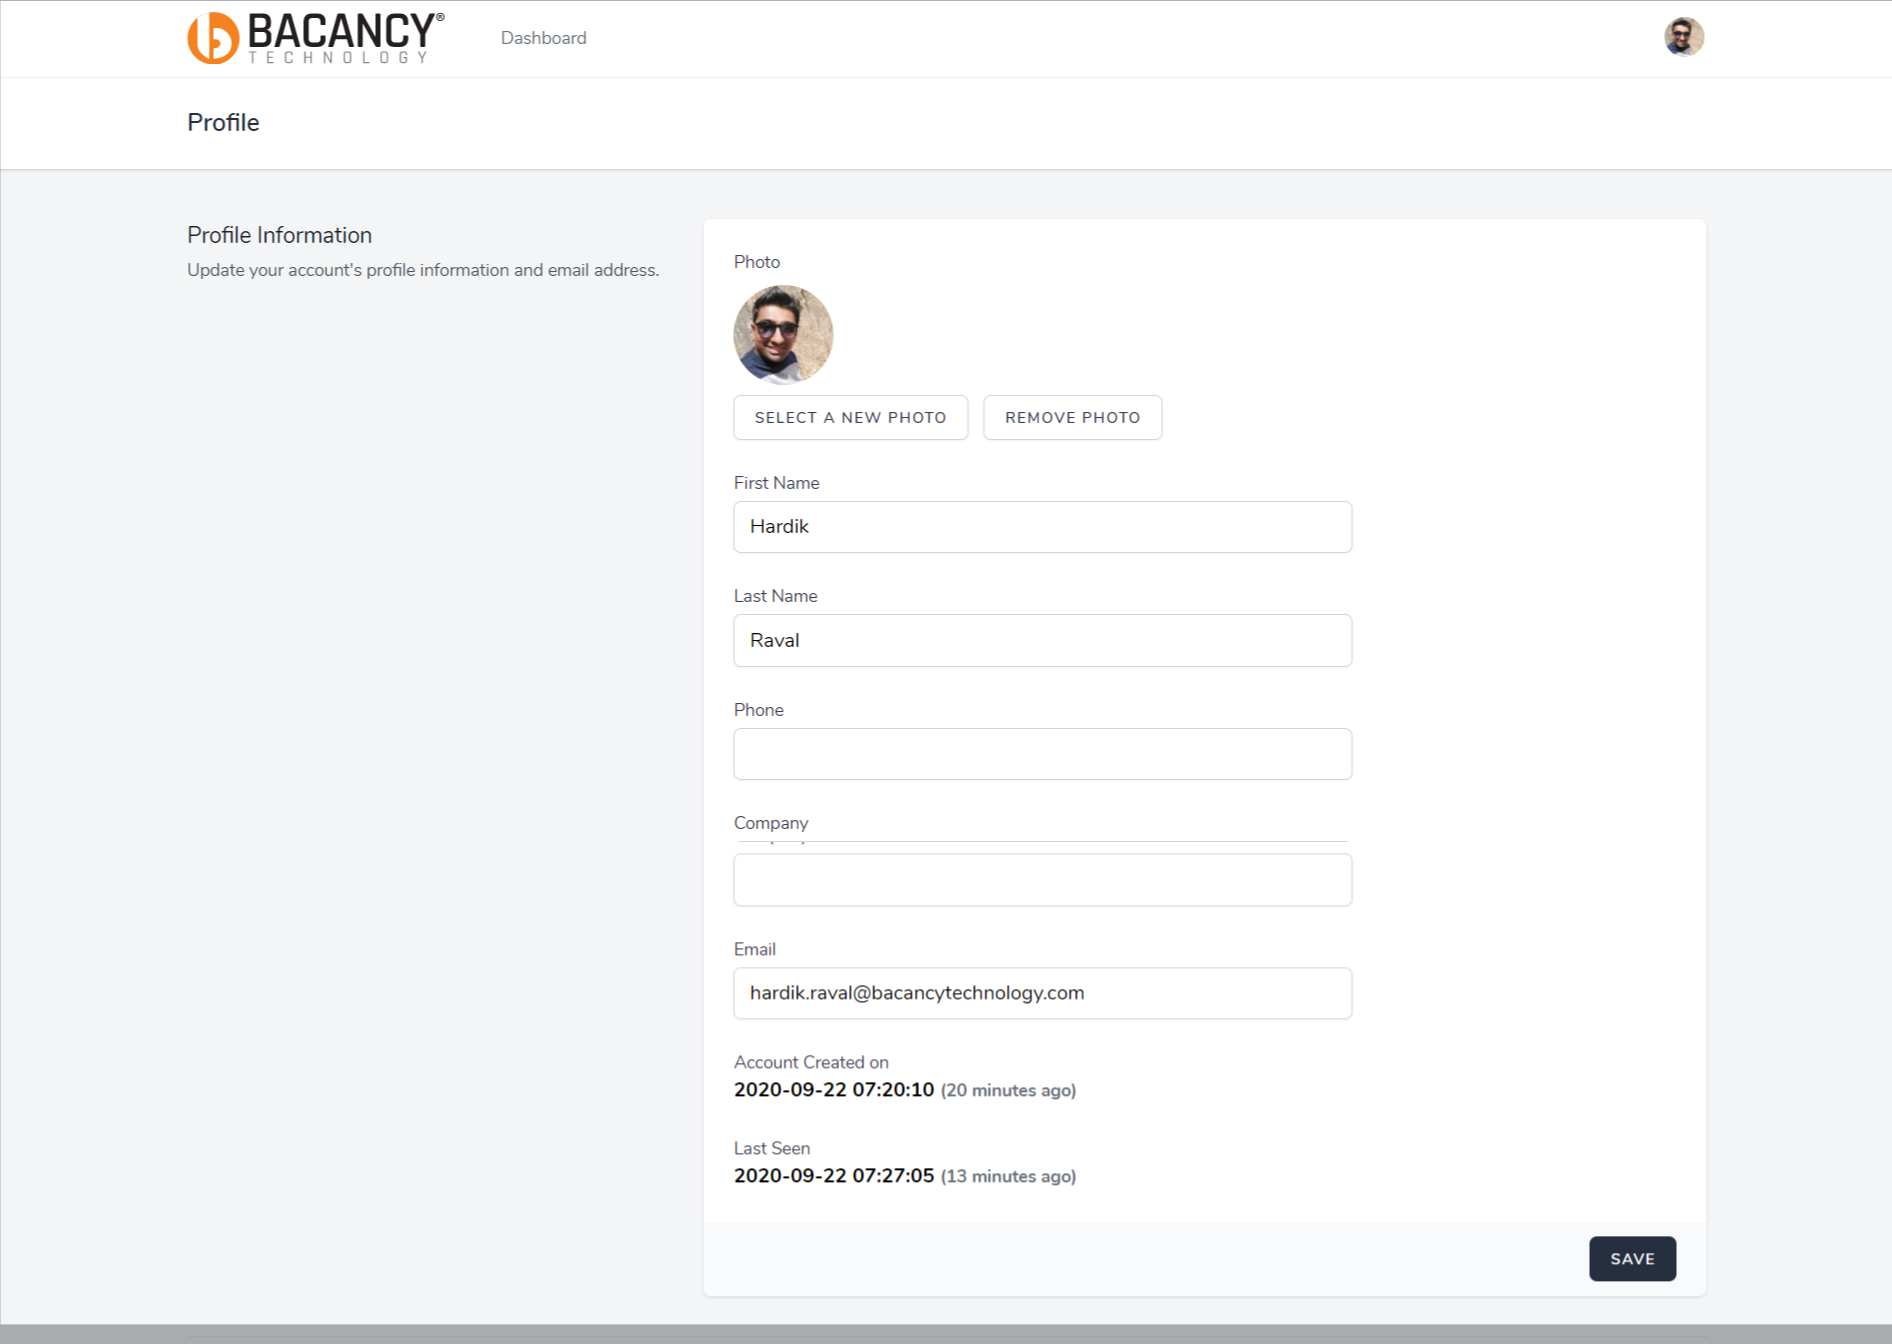 BACANCY®
TECHNOLOGY
Dashboard
Profile
Profile Information
Update your account's profile information and email address.
Photo
SELECT A NEW PHOTO
REMOVE PHOTO
First Name
Hardik
Last Name
Raval
Phone
Company
Email
hardik.raval@bacancytechnology.com
Account Created on
2020-09-22 07:20:10 (20 minutes ago)
Last Seen
2020-09-22 07:27:05 (13 minutes ago)
SAVE